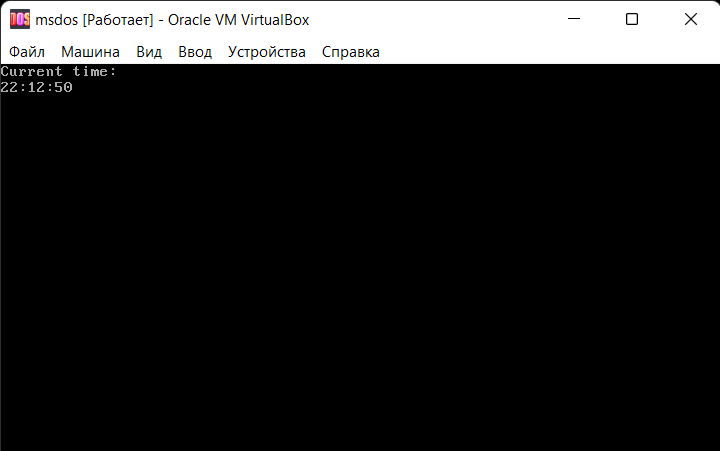 msdos [Работает] - Oracle VM VirtualBox
Файл Машина Вид Ввод Устройства Справка
Current time:
22:12:50